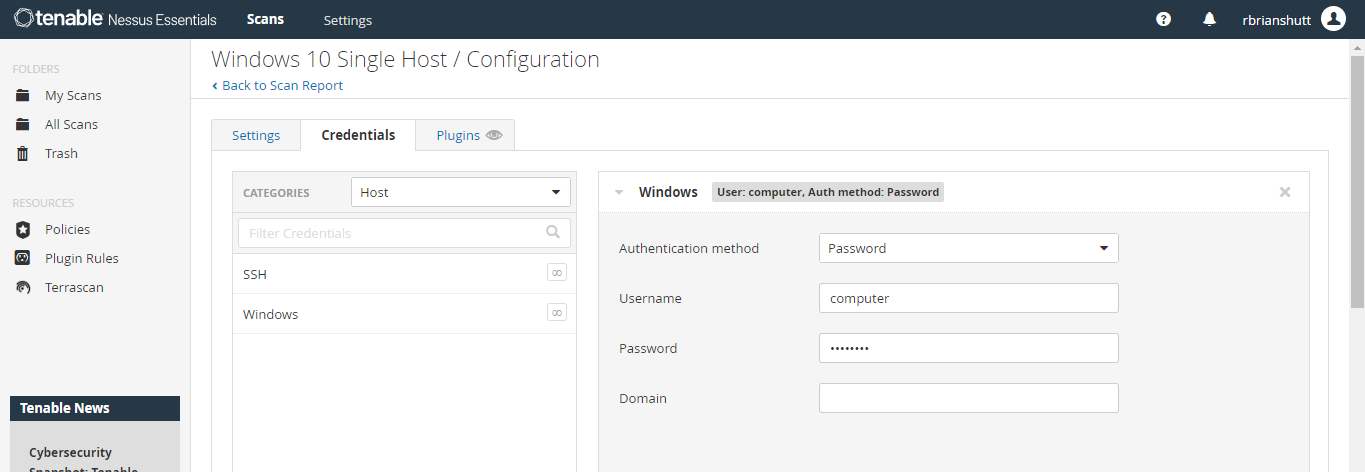 tenable Nessus Essentials
Scans
Settings
rbrianshutt
FOLDERS
My Scans
All Scans
Trash
RESOURCES
Policies
Plugin Rules
Terrascan
Tenable News
Cybersecurity
Snapshot: Tenable
Windows 10 Single Host / Configuration
‹ Back to Scan Report
Settings
Credentials
Plugins
CATEGORIES
Host
Filter Credentials
SSH ∞
Windows ∞
Windows User: computer, Auth method: Password
Authentication method Password
Username computer
Password ••••••••
Domain